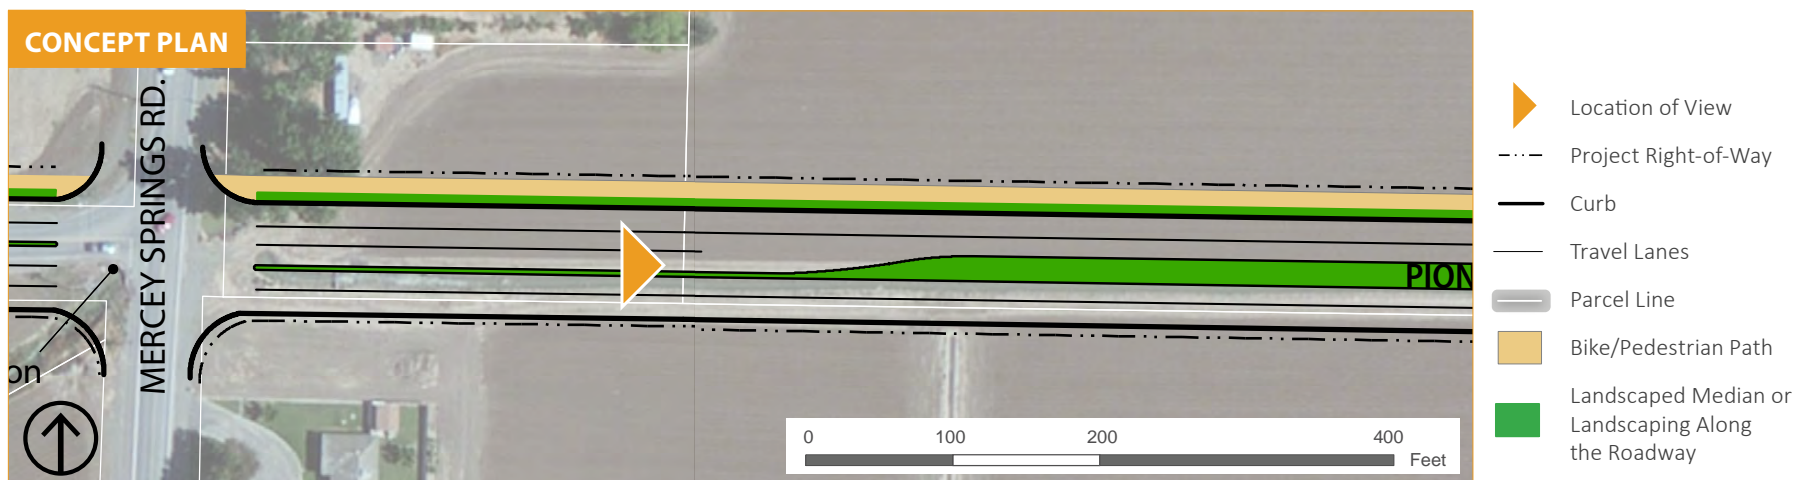 CONCEPT PLAN
MERCEY SPRINGS RD.
PION
on
0 100 200 400
Feet
Location of View
Project Right-of-Way
Curb
Travel Lanes
Parcel Line
Bike/Pedestrian Path
Landscaped Median or
Landscaping Along
the Roadway